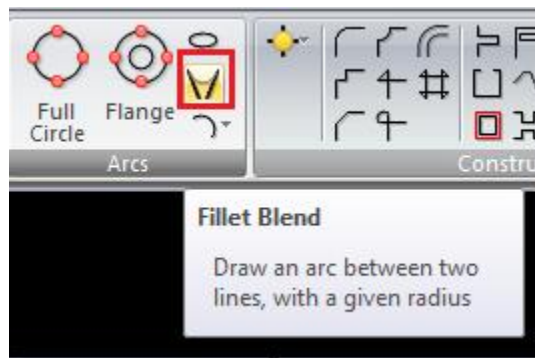 Full
Circle
Flange
Arcs
Constru
Fillet Blend
Draw an arc between two
lines, with a given radius